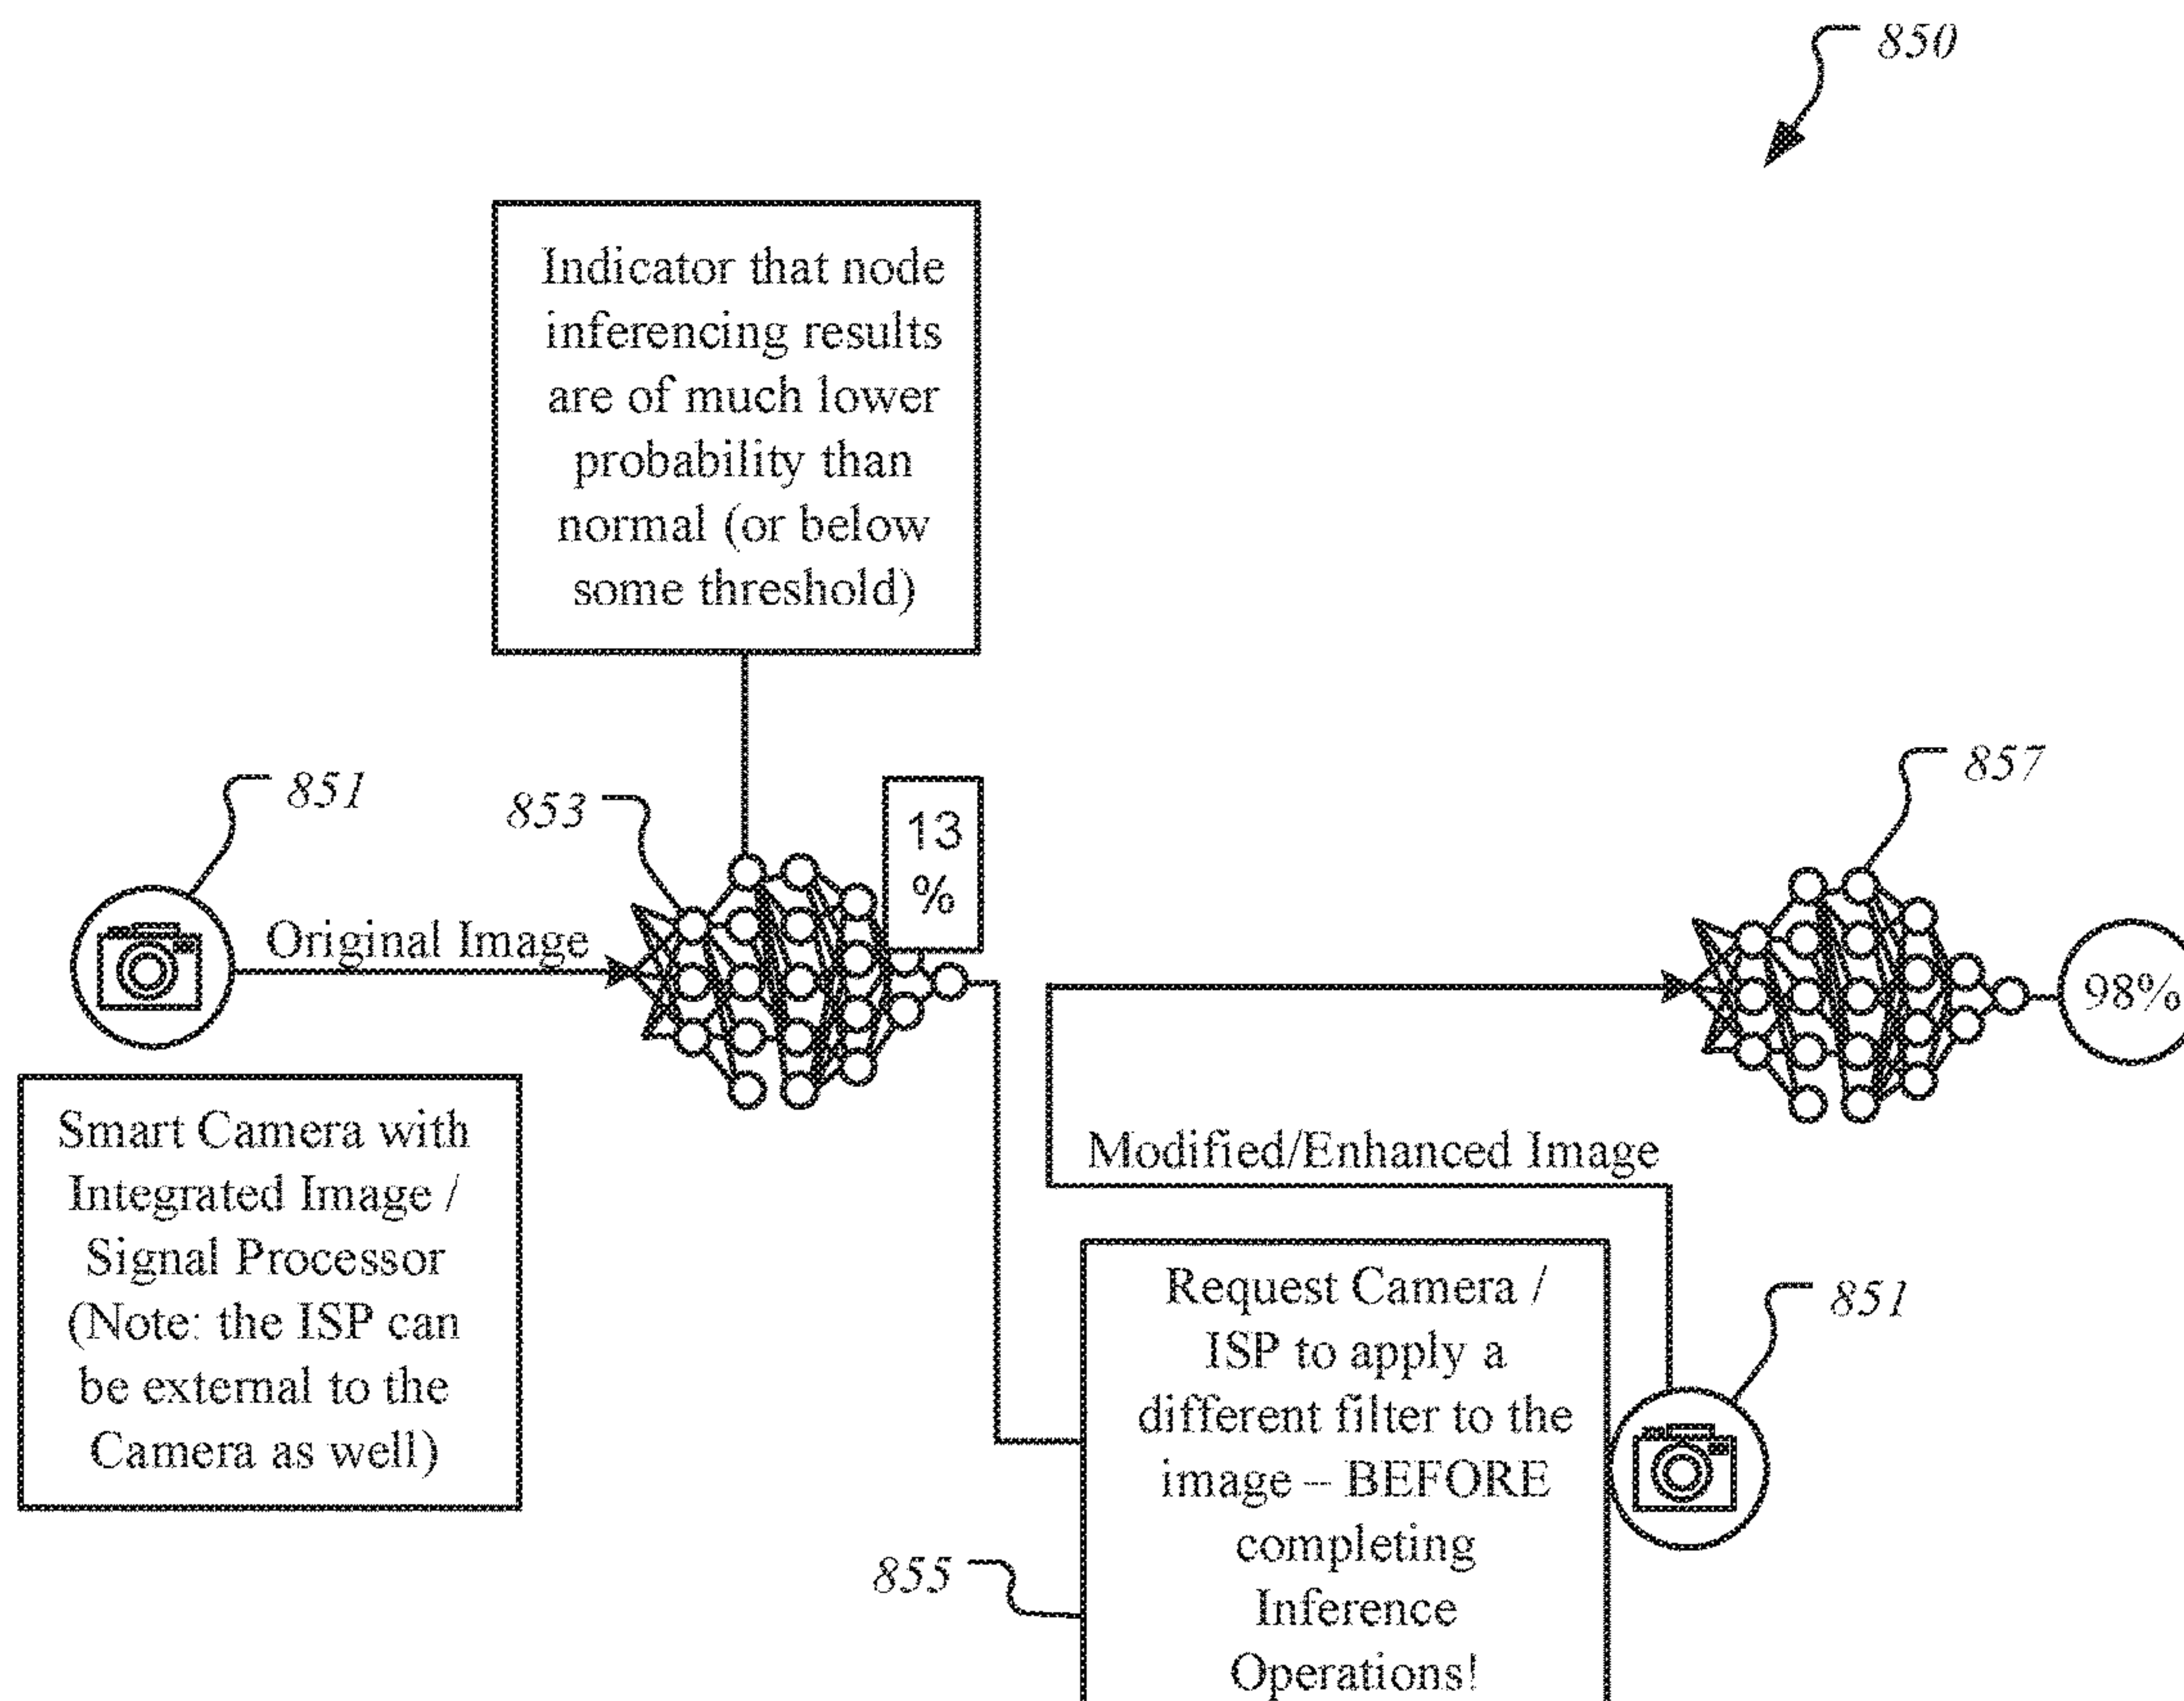 850
Indicator that node
inferencing results
are of much lower
probability than
normal (or below
some threshold)
851
853
13
%
857
Original Image
98%
Smart Camera with
Integrated Image /
Signal Processor
(Note: the ISP can
be external to the
Camera as well)
Modified/Enhanced Image
Request Camera /
ISP to apply a
different filter to the
image – BEFORE
completing
Inference
Operations!
851
855